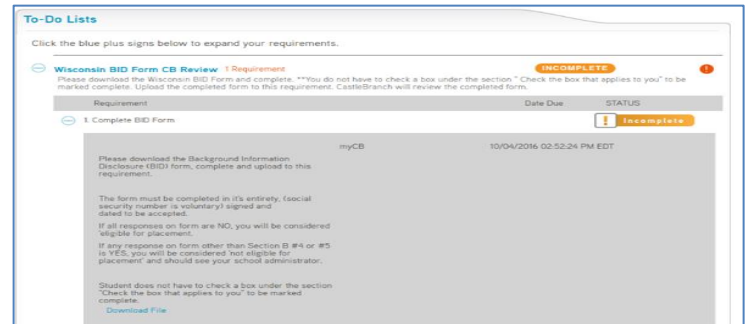 To-Do Lists
Click the blue plus signs below to expand your requirements.
Wisconsin BID Form CB Review 1 Requirement INCOMPLETE !
Please download the Wisconsin BID Form and complete. **You do not have to check a box under the section " Check the box that applies to you" to be
marked complete. Upload the completed form to this requirement. CastleBranch will review the completed form.
Requirement Date Due STATUS
1. Complete BID Form ! Incomplete
myCB 10/04/2016 02:52:24 PM EDT
Please download the Background Information
Disclosure (BID) form, complete and upload to this
requirement.
The form must be completed in it's entirety, (social
security number is voluntary) signed and
dated to be accepted.
If all responses on form are NO, you will be considered
'eligible for placement.
If any response on form other than Section B #4 or #5
is YES, you will be considered 'not eligible for
placement' and should see your school administrator.
Student does not have to check a box under the section
"Check the box that applies to you" to be marked
complete.
Download File